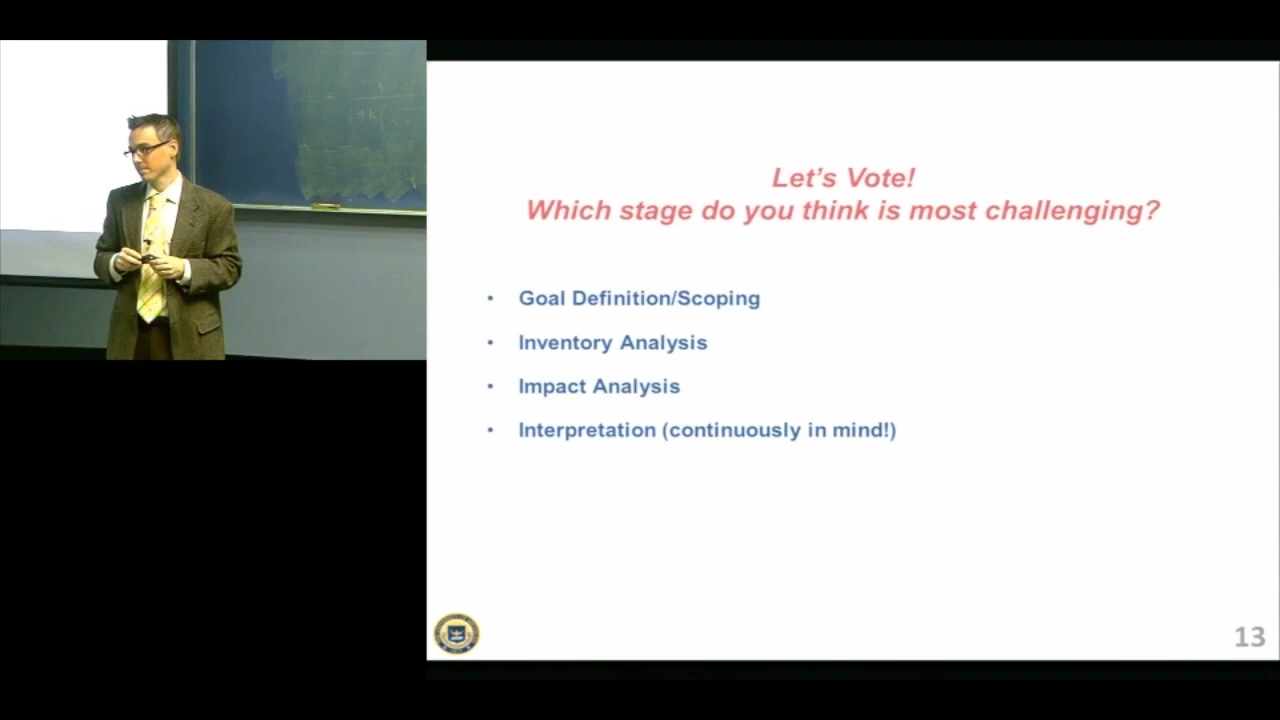 Let’s Vote!
Which stage do you think is most challenging?
• Goal Definition/Scoping
• Inventory Analysis
• Impact Analysis
• Interpretation (continuously in mind!)
13